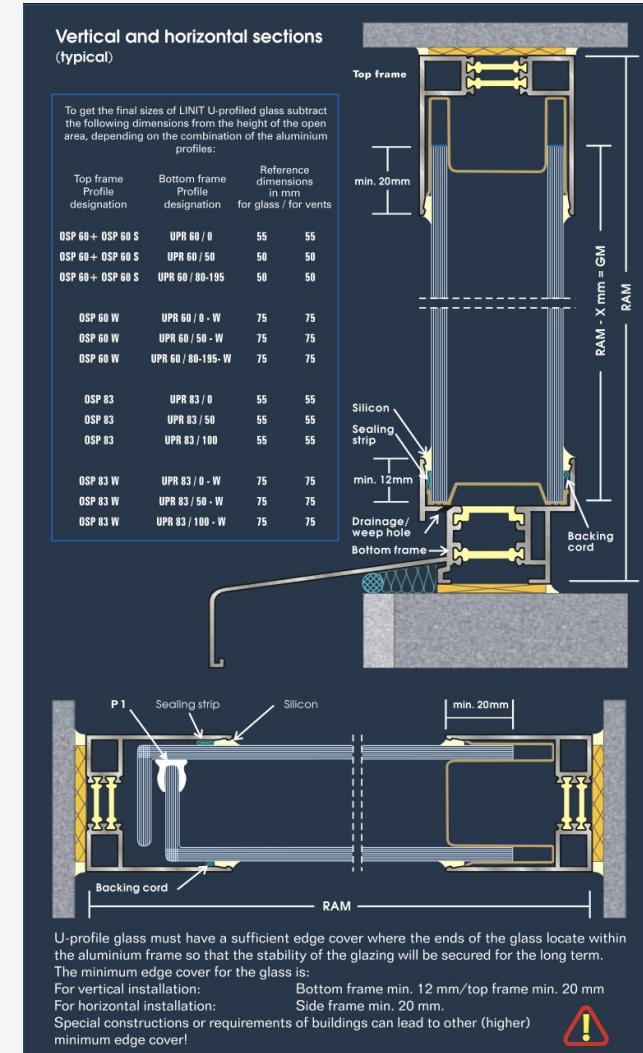 Vertical and horizontal sections
(typical)
To get the final sizes of LINIT U-profiled glass subtract
the following dimensions from the height of the open
area, depending on the combination of the aluminium
profiles:
Top frame
Profile
designation
Bottom frame
Profile
designation
Reference
dimensions
in mm
for glass / for vents
OSP 60 + OSP 60 S UPR 60 / 0 55 55
OSP 60 + OSP 60 S UPR 60 / 50 50 50
OSP 60 + OSP 60 S UPR 60 / 80-195 50 50
OSP 60 W UPR 60 / 0 - W 75 75
OSP 60 W UPR 60 / 50 - W 75 75
OSP 60 W UPR 60 / 80-195- W 75 75
OSP 83 UPR 83 / 0 55 55
OSP 83 UPR 83 / 50 55 55
OSP 83 UPR 83 / 100 55 55
OSP 83 W UPR 83 / 0 - W 75 75
OSP 83 W UPR 83 / 50 - W 75 75
OSP 83 W UPR 83 / 100 - W 75 75
Top frame
min. 20mm
RAM - X mm = GM
RAM
Silicon
Sealing
strip
min. 12mm
Drainage/
weep hole
Bottom frame
Backing
cord
P1
Sealing strip
Silicon
min. 20mm
Backing cord
RAM
U-profile glass must have a sufficient edge cover where the ends of the glass locate within
the aluminium frame so that the stability of the glazing will be secured for the long term.
The minimum edge cover for the glass is:
For vertical installation: Bottom frame min. 12 mm/top frame min. 20 mm
For horizontal installation: Side frame min. 20 mm.
Special constructions or requirements of buildings can lead to other (higher)
minimum edge cover!
!